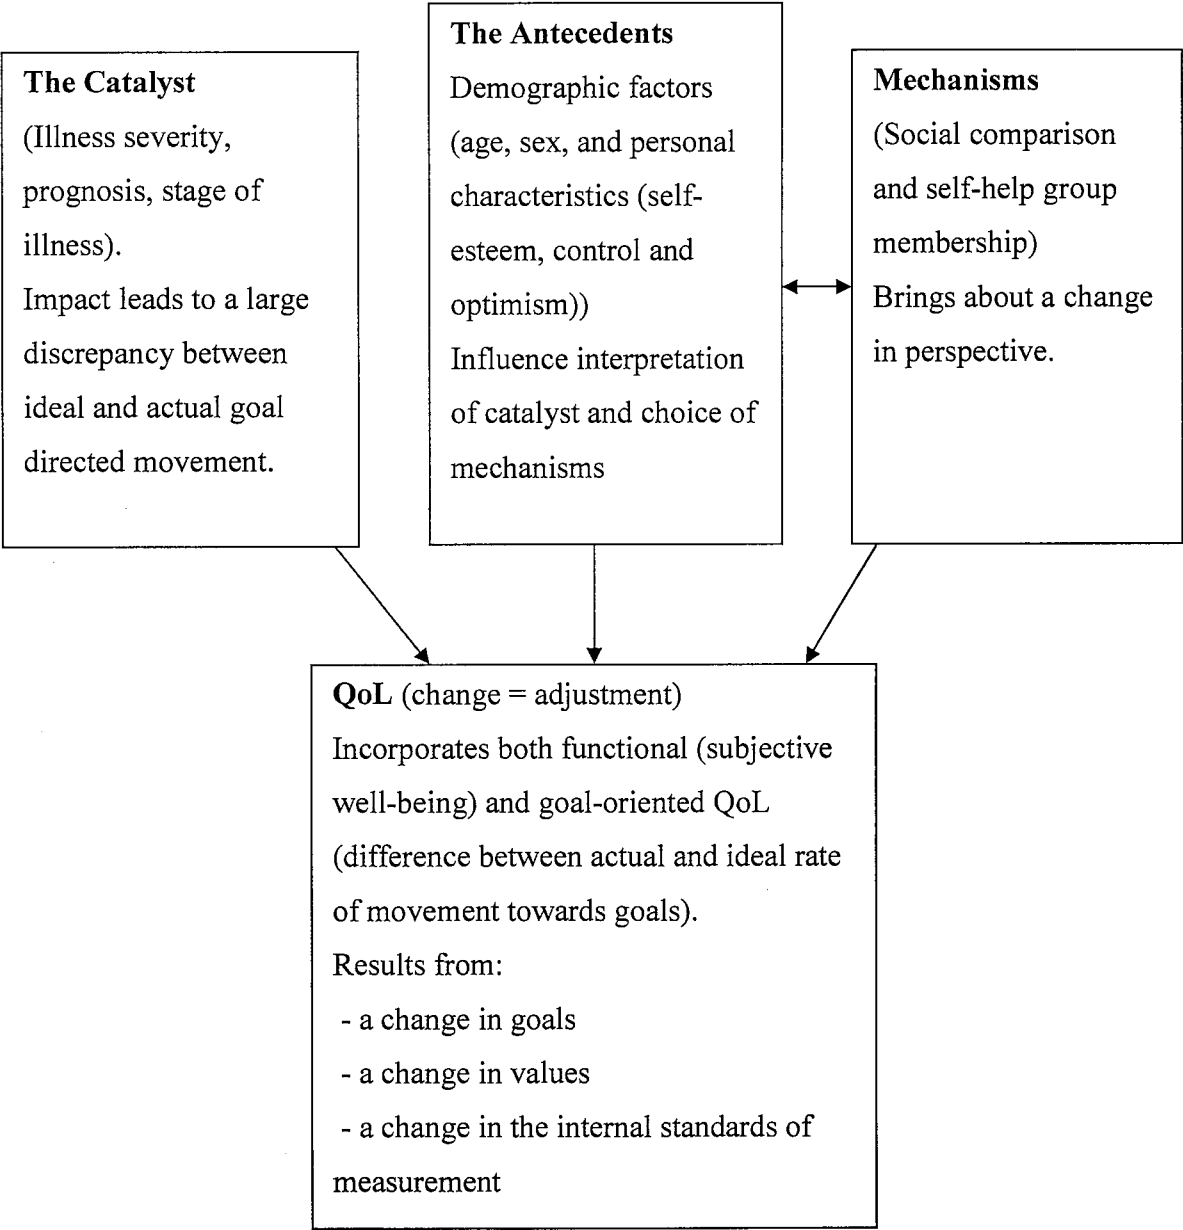 The Catalyst
(Illness severity,
prognosis, stage of
illness).
Impact leads to a large
discrepancy between
ideal and actual goal
directed movement.
The Antecedents
Demographic factors
(age, sex, and personal
characteristics (self-
esteem, control and
optimism))
Influence interpretation
of catalyst and choice of
mechanisms
Mechanisms
(Social comparison
and self-help group
membership)
Brings about a change
in perspective.
QoL (change = adjustment)
Incorporates both functional (subjective
well-being) and goal-oriented QoL
(difference between actual and ideal rate
of movement towards goals).
Results from:
- a change in goals
- a change in values
- a change in the internal standards of
measurement